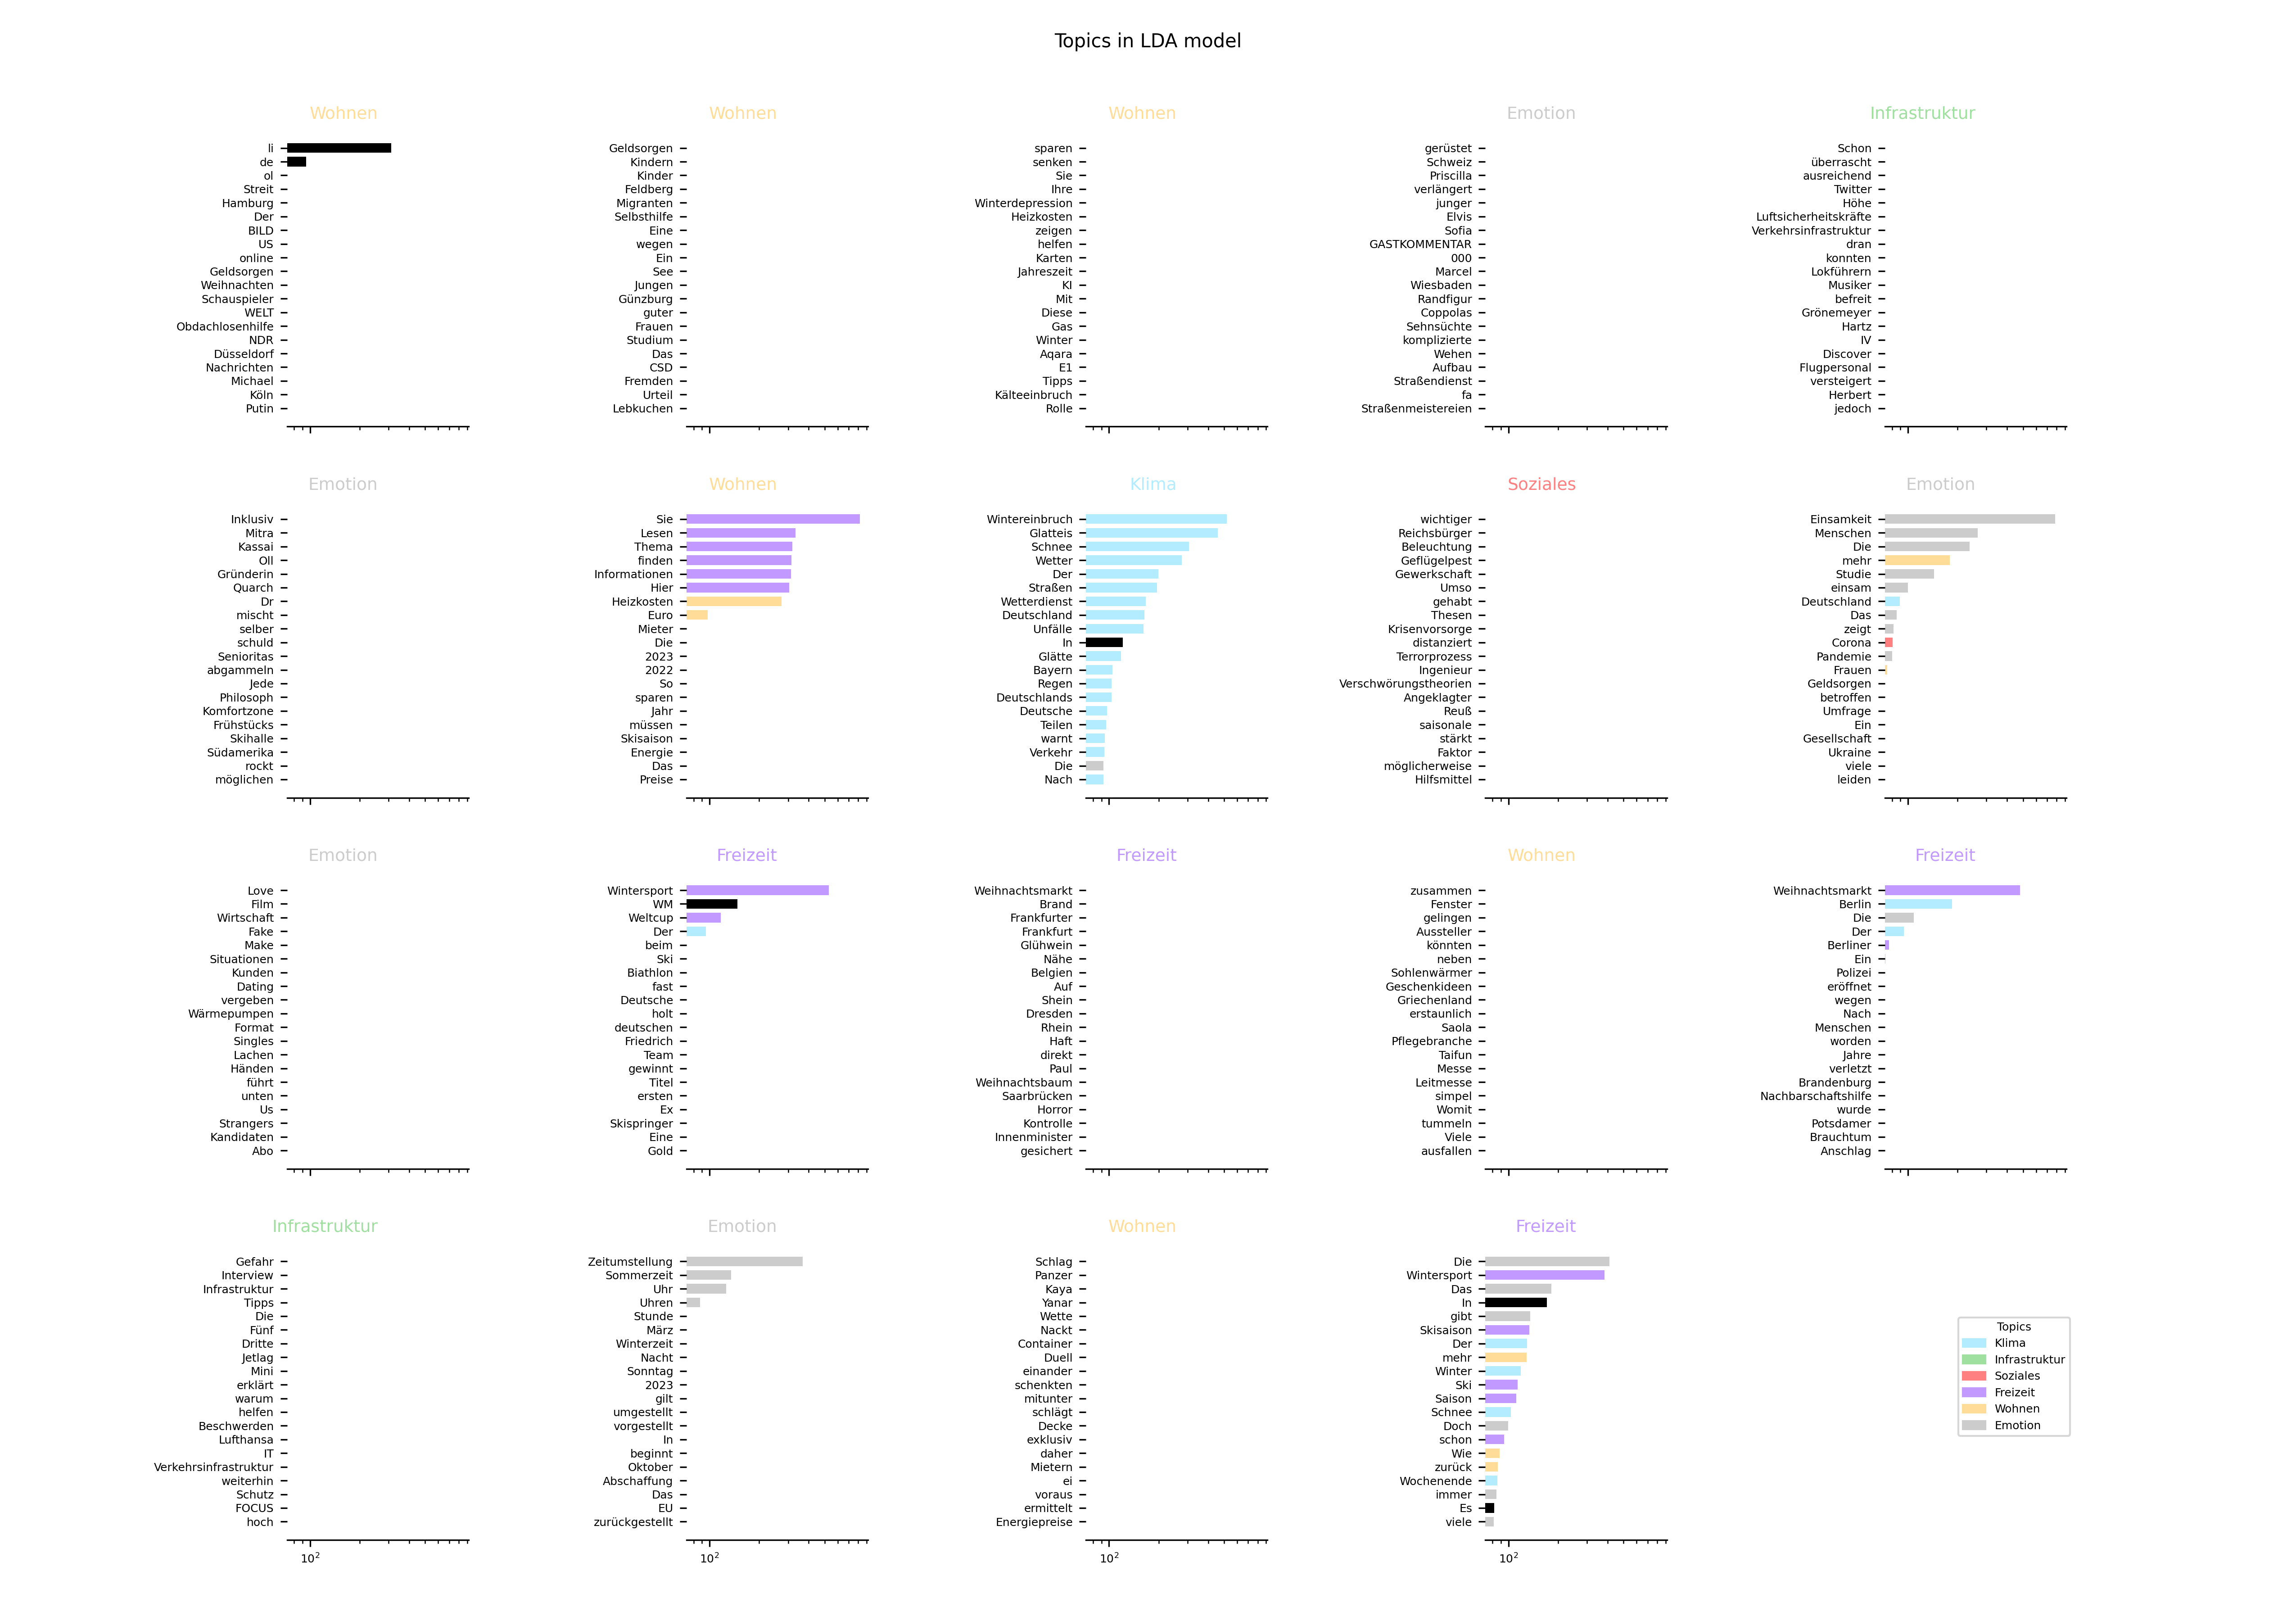 Topics in LDA model
Wohnen
li
de
ol
Streit
Hamburg
Der
BILD
US
online
Geldsorgen
Weihnachten
Schauspieler
WELT
Obdachlosenhilfe
NDR
Düsseldorf
Nachrichten
Michael
Köln
Putin
Wohnen
Geldsorgen
Kindern
Kinder
Feldberg
Migranten
Selbsthilfe
Eine
wegen
Ein
See
Jungen
Günzburg
guter
Frauen
Studium
Das
CSD
Fremden
Urteil
Lebkuchen
Wohnen
sparen
senken
Sie
Ihre
Winterdepression
Heizkosten
zeigen
helfen
Karten
Jahreszeit
KI
Mit
Diese
Gas
Winter
Aqara
E1
Tipps
Kälteeinbruch
Rolle
Emotion
gerüstet
Schweiz
Priscilla
verlängert
junger
Elvis
Sofia
GASTKOMMENTAR
000
Marcel
Wiesbaden
Randfigur
Coppolas
Sehnsüchte
komplizierte
Wehen
Aufbau
Straßendienst
fa
Straßenmeistereien
Infrastruktur
Schon
überrascht
ausreichend
Twitter
Höhe
Luftsicherheitskräfte
Verkehrsinfrastruktur
dran
konnten
Lokführern
Musiker
befreit
Grönemeyer
Hartz
IV
Discover
Flugpersonal
versteigert
Herbert
jedoch
Emotion
Inklusiv
Mitra
Kassai
Oll
Gründerin
Quarch
Dr
mischt
selber
schuld
Senioritas
abgammeln
Jede
Philosoph
Komfortzone
Frühstücks
Skihalle
Südamerika
rockt
möglichen
Wohnen
Sie
Lesen
Thema
finden
Informationen
Hier
Heizkosten
Euro
Mieter
Die
2023
2022
So
sparen
Jahr
müssen
Skisaison
Energie
Das
Preise
Klima
Wintereinbruch
Glatteis
Schnee
Wetter
Der
Straßen
Wetterdienst
Deutschland
Unfälle
In
Glätte
Bayern
Regen
Deutschlands
Deutsche
Teilen
warnt
Verkehr
Die
Nach
Soziales
wichtiger
Reichsbürger
Beleuchtung
Geflügelpest
Gewerkschaft
Umso
gehabt
Thesen
Krisenvorsorge
distanziert
Terrorprozess
Ingenieur
Verschwörungstheorien
Angeklagter
Reuß
saisonale
stärkt
Faktor
möglicherweise
Hilfsmittel
Emotion
Einsamkeit
Menschen
Die
mehr
Studie
einsam
Deutschland
Das
zeigt
Corona
Pandemie
Frauen
Geldsorgen
betroffen
Umfrage
Ein
Gesellschaft
Ukraine
viele
leiden
Emotion
Love
Film
Wirtschaft
Fake
Make
Situationen
Kunden
Dating
vergeben
Wärmepumpen
Format
Singles
Lachen
Händen
führt
unten
Us
Strangers
Kandidaten
Abo
Freizeit
Wintersport
WM
Weltcup
Der
beim
Ski
Biathlon
fast
Deutsche
holt
deutschen
Friedrich
Team
gewinnt
Titel
ersten
Ex
Skispringer
Eine
Gold
Freizeit
Weihnachtsmarkt
Brand
Frankfurter
Frankfurt
Glühwein
Nähe
Belgien
Auf
Shein
Dresden
Rhein
Haft
direkt
Paul
Weihnachtsbaum
Saarbrücken
Horror
Kontrolle
Innenminister
gesichert
Wohnen
zusammen
Fenster
gelingen
Aussteller
könnten
neben
Sohlenwärmer
Geschenkideen
Griechenland
erstaunlich
Saola
Pflegebranche
Taifun
Messe
Leitmesse
simpel
Womit
tummeln
Viele
ausfallen
Freizeit
Weihnachtsmarkt
Berlin
Die
Der
Berliner
Ein
Polizei
eröffnet
wegen
Nach
Menschen
worden
Jahre
verletzt
Brandenburg
Nachbarschaftshilfe
wurde
Potsdamer
Brauchtum
Anschlag
Infrastruktur
Gefahr
Interview
Infrastruktur
Tipps
Die
Fünf
Dritte
Jetlag
Mini
erklärt
warum
helfen
Beschwerden
Lufthansa
IT
Verkehrsinfrastruktur
weiterhin
Schutz
FOCUS
hoch
10²
Emotion
Zeitumstellung
Sommerzeit
Uhr
Uhren
Stunde
März
Winterzeit
Nacht
Sonntag
2023
gilt
umgestellt
vorgestellt
In
beginnt
Oktober
Abschaffung
Das
EU
zurückgestellt
10²
Wohnen
Schlag
Panzer
Kaya
Yanar
Wette
Nackt
Container
Duell
einander
schenkten
mitunter
schlägt
Decke
exklusiv
daher
Mietern
ei
voraus
ermittelt
Energiepreise
10²
Freizeit
Die
Wintersport
Das
In
gibt
Skisaison
Der
mehr
Winter
Ski
Saison
Schnee
Doch
schon
Wie
zurück
Wochenende
immer
Es
viele
10²
Topics
Klima
Infrastruktur
Soziales
Freizeit
Wohnen
Emotion